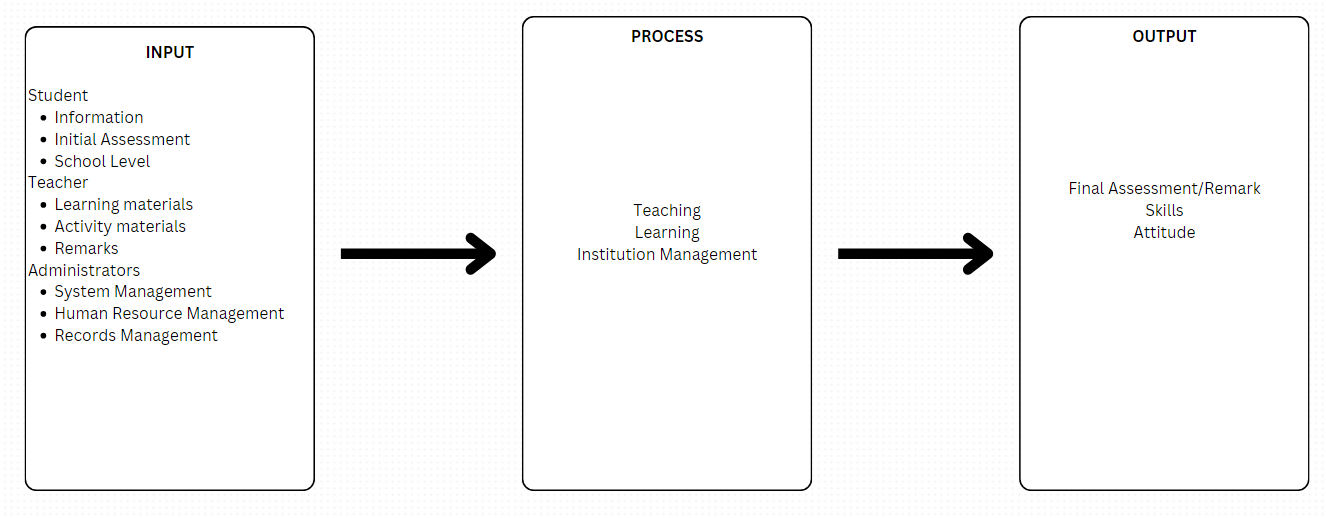 INPUT
Student
• Information
• Initial Assessment
• School Level
Teacher
• Learning materials
• Activity materials
• Remarks
Administrators
• System Management
• Human Resource Management
• Records Management
PROCESS
Teaching
Learning
Institution Management
OUTPUT
Final Assessment/Remark
Skills
Attitude